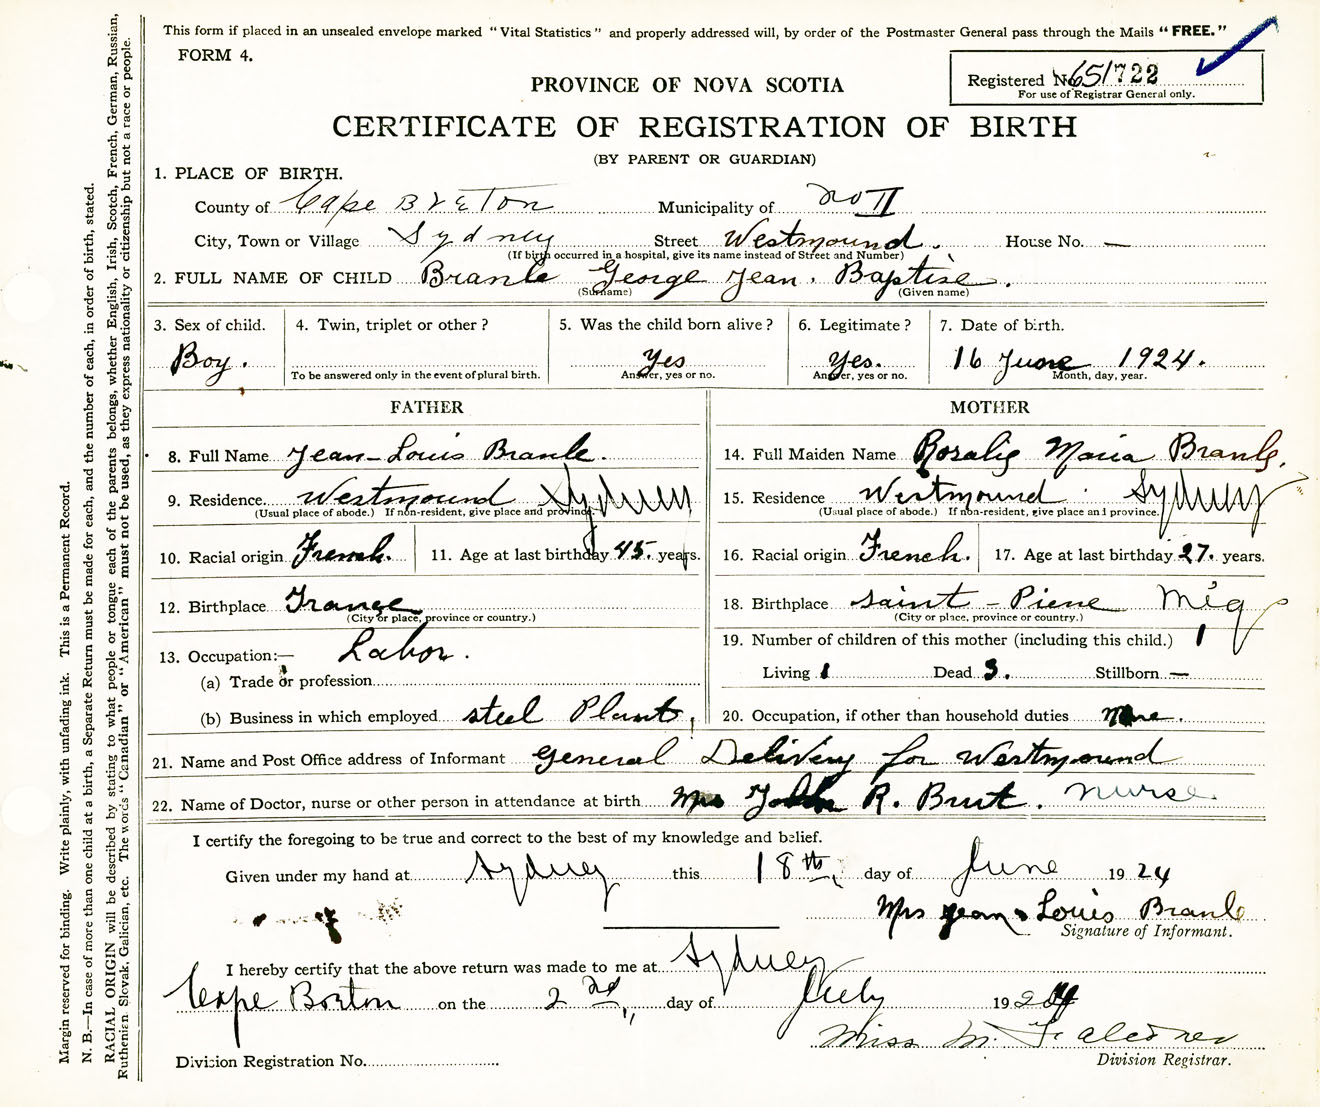 This form if placed in an unsealed envelope marked "Vital Statistics" and properly addressed will, by order of the Postmaster General pass through the Mails "FREE."
FORM 4.
Registered No. 651722
For use of Registrar General only.
PROVINCE OF NOVA SCOTIA
CERTIFICATE OF REGISTRATION OF BIRTH
(BY PARENT OR GUARDIAN)
1. PLACE OF BIRTH.
County of Cape Breton Municipality of no II
City, Town or Village Sydney Street Westmound. House No. —
(If birth occurred in a hospital, give its name instead of Street and Number)
2. FULL NAME OF CHILD Branle George Jean. Baptise.
(Surname) (Given name)
3. Sex of child. 4. Twin, triplet or other? 5. Was the child born alive? 6. Legitimate? 7. Date of birth.
Boy. Yes Yes. 16 June 1924.
To be answered only in the event of plural birth. Answer, yes or no. Answer, yes or no. Month, day, year.
FATHER MOTHER
8. Full Name Jean-Louis Branle. 14. Full Maiden Name Rosalie Maria Branle.
9. Residence Westmound Sydney 15. Residence Westmound Sydney
(Usual place of abode.) If non-resident, give place and province. (Usual place of abode.) If non-resident, give place and province.
10. Racial origin French. 11. Age at last birthday 45. years. 16. Racial origin French. 17. Age at last birthday 27. years.
12. Birthplace France 18. Birthplace Saint-Pierre Miq
(City or place, province or country.) (City or place, province or country.)
13. Occupation:— Labor. 19. Number of children of this mother (including this child.) 1
(a) Trade or profession Living 1 Dead 3. Stillborn —
(b) Business in which employed steel Plant, 20. Occupation, if other than household duties None.
21. Name and Post Office address of Informant General Delivery for Westmound
22. Name of Doctor, nurse or other person in attendance at birth Mrs John R. Brut. nurse
I certify the foregoing to be true and correct to the best of my knowledge and belief.
Given under my hand at Sydney this 18th day of June 1924
Mrs Jean Louis Branle
Signature of Informant.
I hereby certify that the above return was made to me at Sydney
Cape Breton on the 2nd day of July 1924
Miss M.
Division Registration No. Division Registrar.
Margin reserved for binding. Write plainly, with unfading ink. This is a Permanent Record.
N. B.—In case of more than one child at a birth, a Separate Return must be made for each, and the number of each, in order of birth, stated.
RACIAL ORIGIN will be described by stating to what people or tongue each of the parents belongs, whether English, Irish, Scotch, French, German, Russian,
Ruthenian, Slovak, Galician, etc. The words "Canadian" or "American" must not be used, as they express nationality or citizenship but not a race or people.